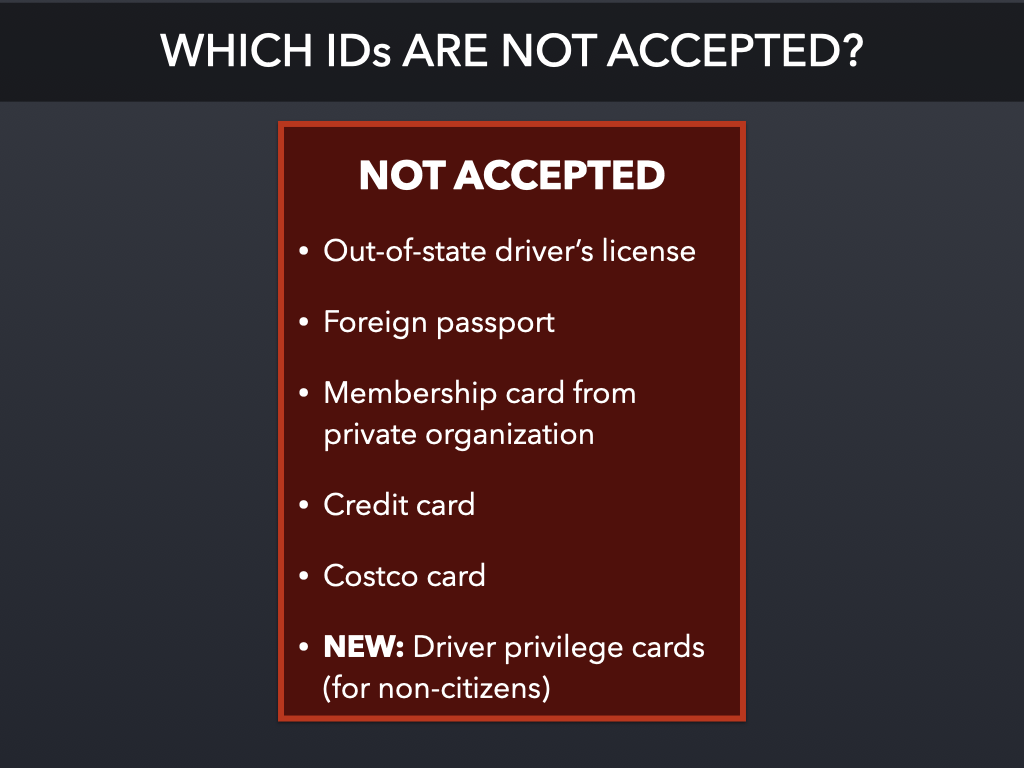 WHICH IDs ARE NOT ACCEPTED?
NOT ACCEPTED
• Out-of-state driver’s license
• Foreign passport
• Membership card from
private organization
• Credit card
• Costco card
• NEW: Driver privilege cards
(for non-citizens)